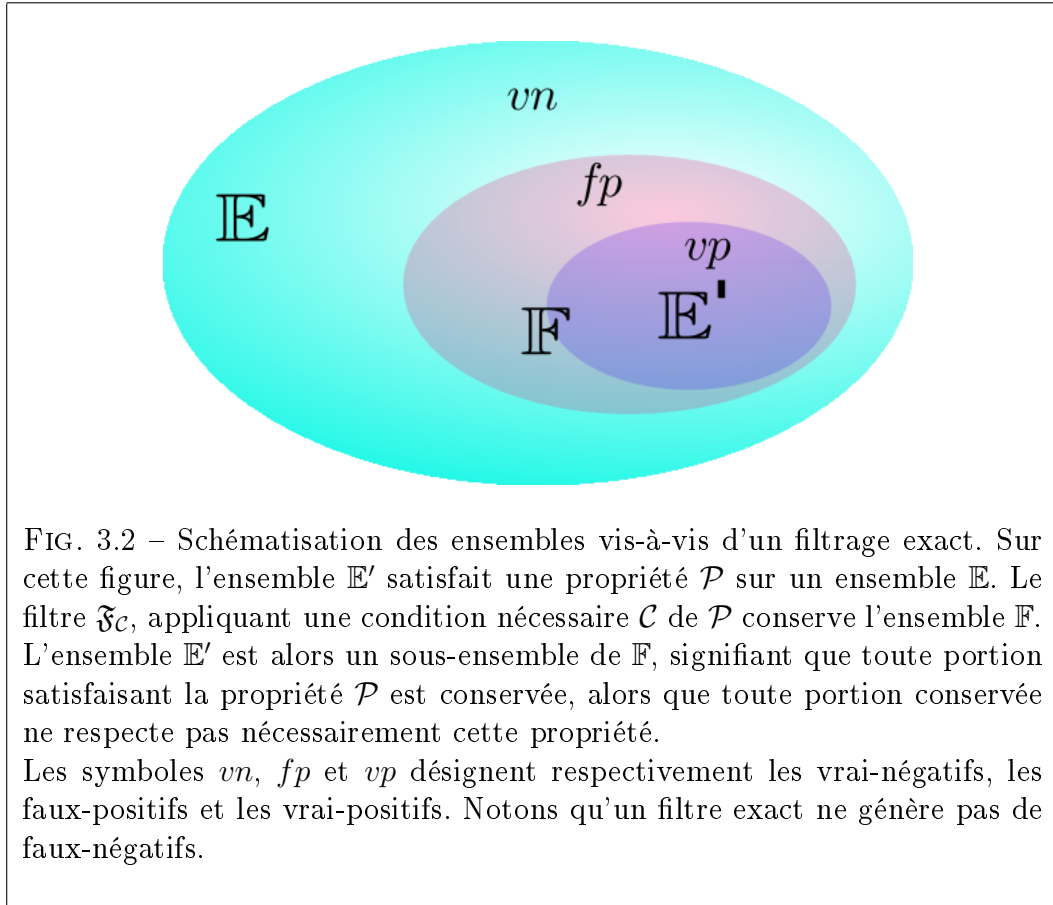 vn
fp
𝔼
vp
𝔼'
𝔽
FIG. 3.2 – Schématisation des ensembles vis-à-vis d'un filtrage exact. Sur
cette figure, l'ensemble 𝔼′ satisfait une propriété 𝒫 sur un ensemble 𝔼. Le
filtre 𝔉𝒞, appliquant une condition nécessaire 𝒞 de 𝒫 conserve l'ensemble 𝔽.
L'ensemble 𝔼′ est alors un sous-ensemble de 𝔽, signifiant que toute portion
satisfaisant la propriété 𝒫 est conservée, alors que toute portion conservée
ne respecte pas nécessairement cette propriété.
Les symboles vn, fp et vp désignent respectivement les vrai-négatifs, les
faux-positifs et les vrai-positifs. Notons qu'un filtre exact ne génère pas de
faux-négatifs.